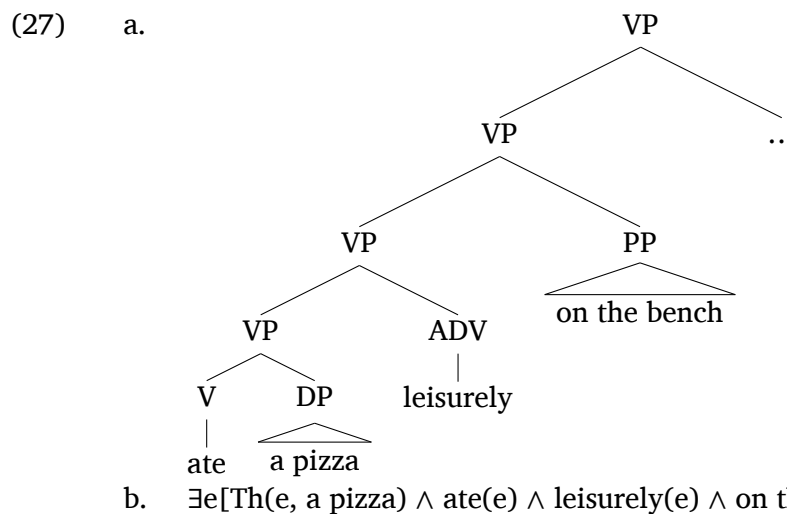 (27) a. VP
VP ..
VP PP
VP ADV on the bench
V DP leisurely
ate a pizza
b. ∃e[Th(e, a pizza) ∧ ate(e) ∧ leisurely(e) ∧ on